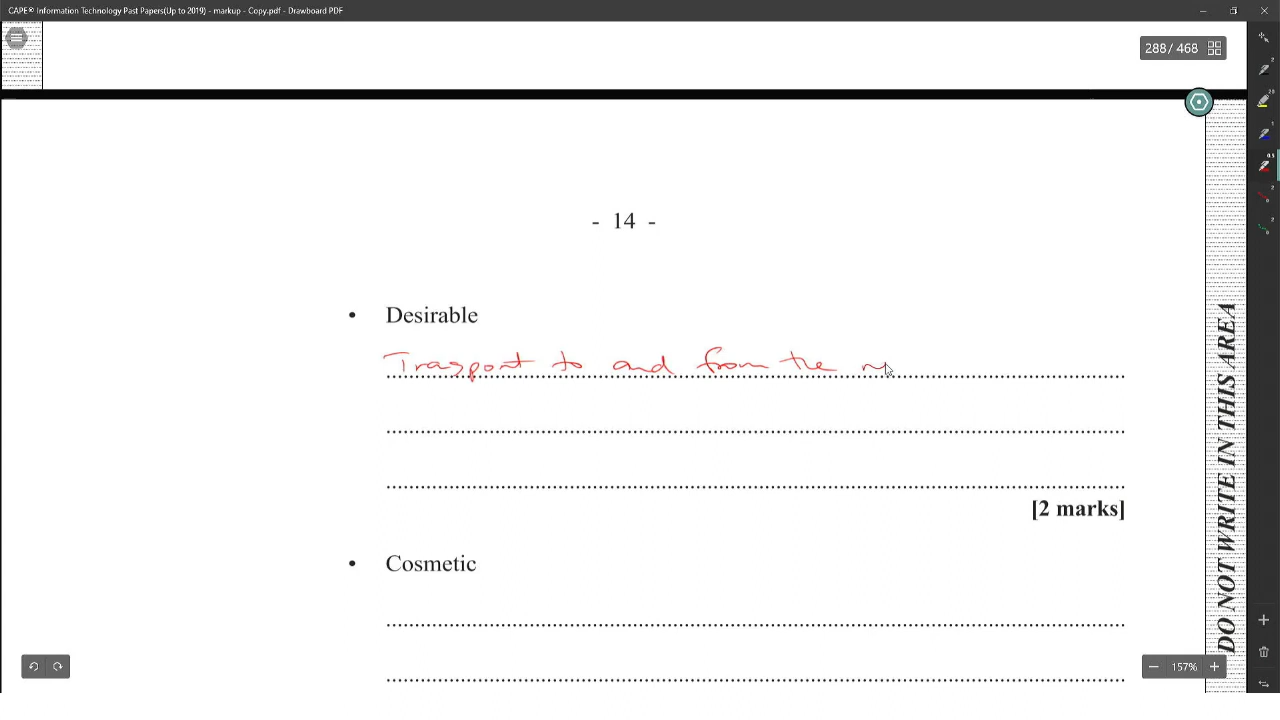 CAPE® Information Technology Past Papers(Up to 2019) - markup - Copy.pdf - Drawboard PDF
288 / 468
- 14 -
• Desirable
Trasport to and from the
[2 marks]
• Cosmetic
DO NOT WRITE IN THIS AREA
157%